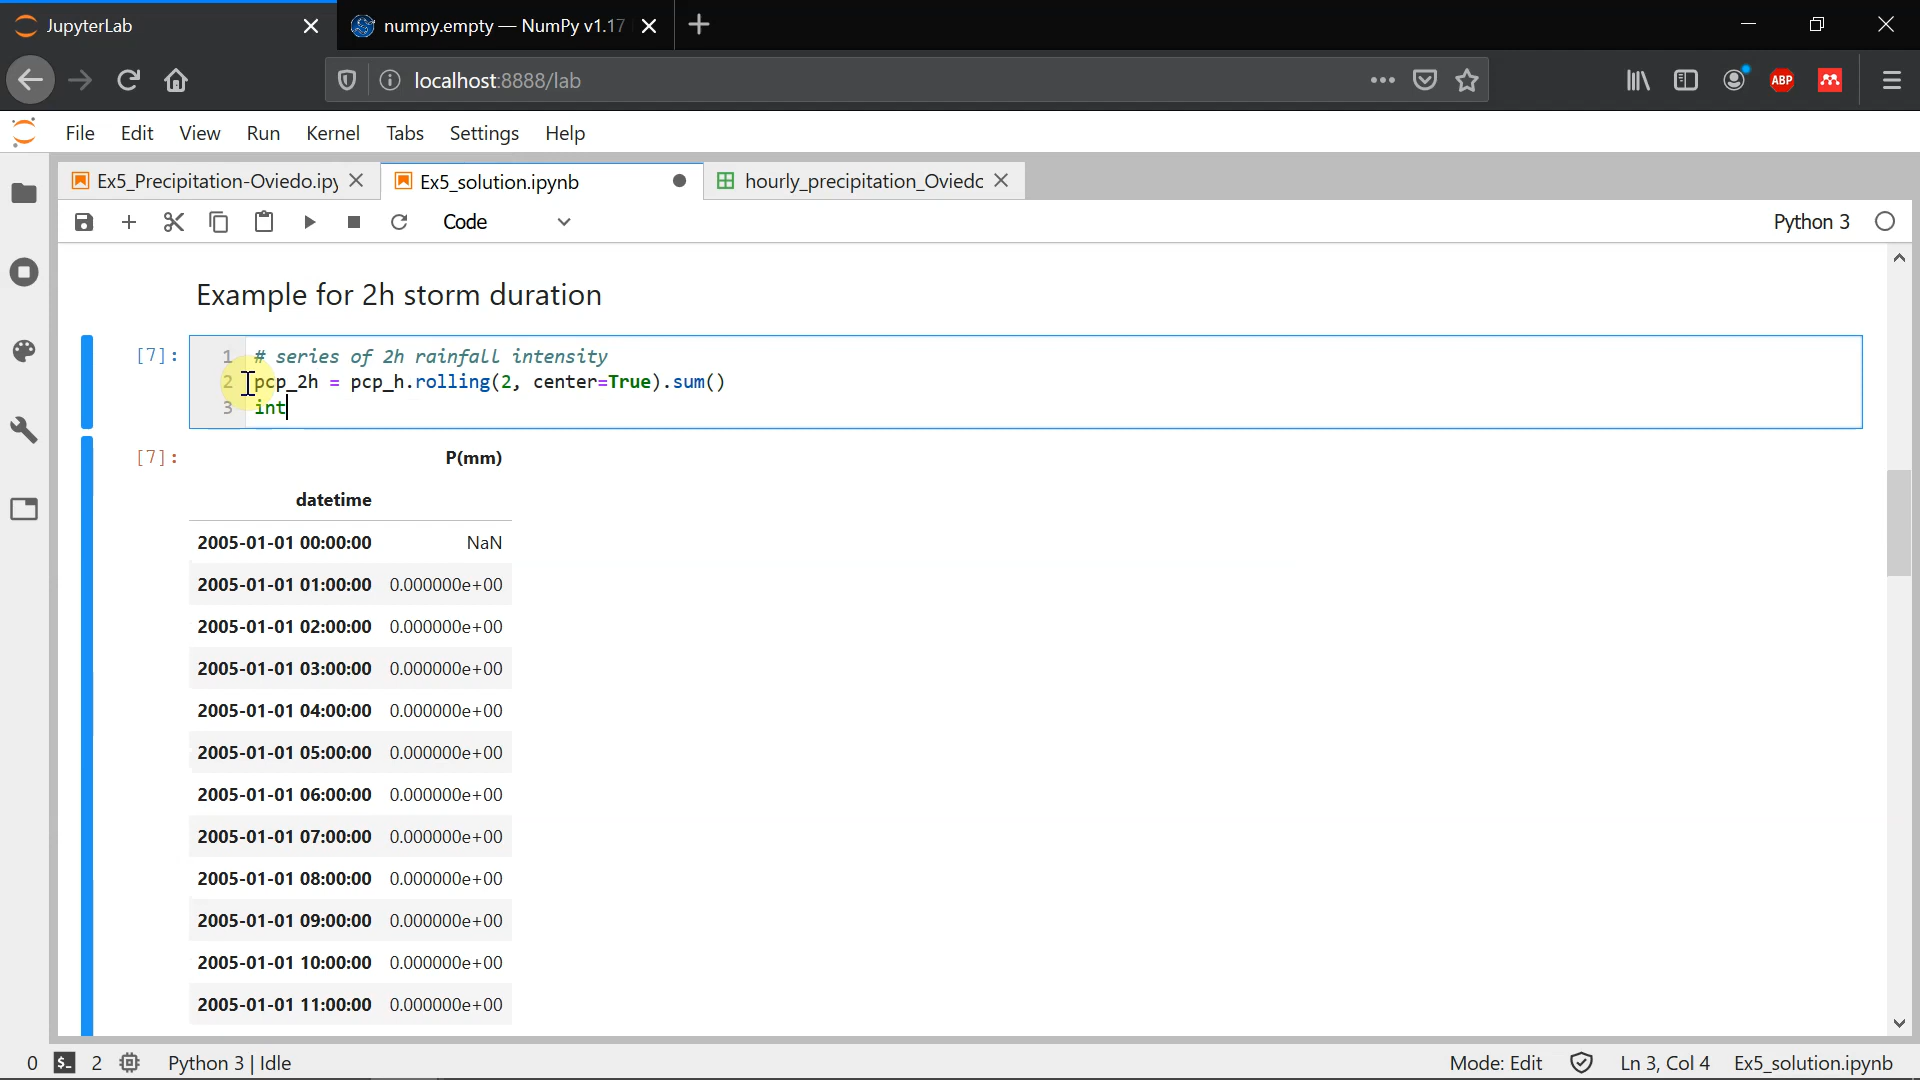 JupyterLab
numpy.empty — NumPy v1.17
localhost:8888/lab
ABP
File Edit View Run Kernel Tabs Settings Help
Ex5_Precipitation-Oviedo.ipy
Ex5_solution.ipynb
hourly_precipitation_Oviedo
Code
Python 3
Example for 2h storm duration
[7]:
1 # series of 2h rainfall intensity
2 pcp_2h = pcp_h.rolling(2, center=True).sum()
3 int
[7]:
P(mm)
datetime
2005-01-01 00:00:00 NaN
2005-01-01 01:00:00 0.000000e+00
2005-01-01 02:00:00 0.000000e+00
2005-01-01 03:00:00 0.000000e+00
2005-01-01 04:00:00 0.000000e+00
2005-01-01 05:00:00 0.000000e+00
2005-01-01 06:00:00 0.000000e+00
2005-01-01 07:00:00 0.000000e+00
2005-01-01 08:00:00 0.000000e+00
2005-01-01 09:00:00 0.000000e+00
2005-01-01 10:00:00 0.000000e+00
2005-01-01 11:00:00 0.000000e+00
0 $_ 2 Python 3 | Idle Mode: Edit Ln 3, Col 4 Ex5_solution.ipynb